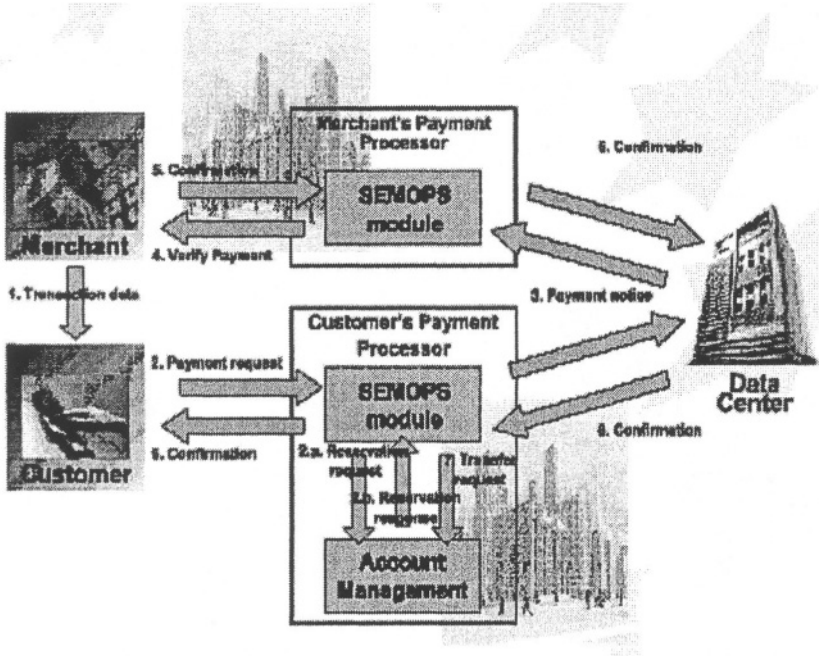 Merchant's Payment
Processor
6. Confirmation
5. Confirmation
SEMOPS
module
Merchant
4. Verify Payment
1. Transaction data
3. Payment notice
Customer's Payment
Processor
2. Payment request
SEMOPS
module
Data
Center
6. Confirmation
Customer
6. Confirmation
2.a. Reservation
request
7. Transfer
request
2.b. Reservation
response
Account
Management